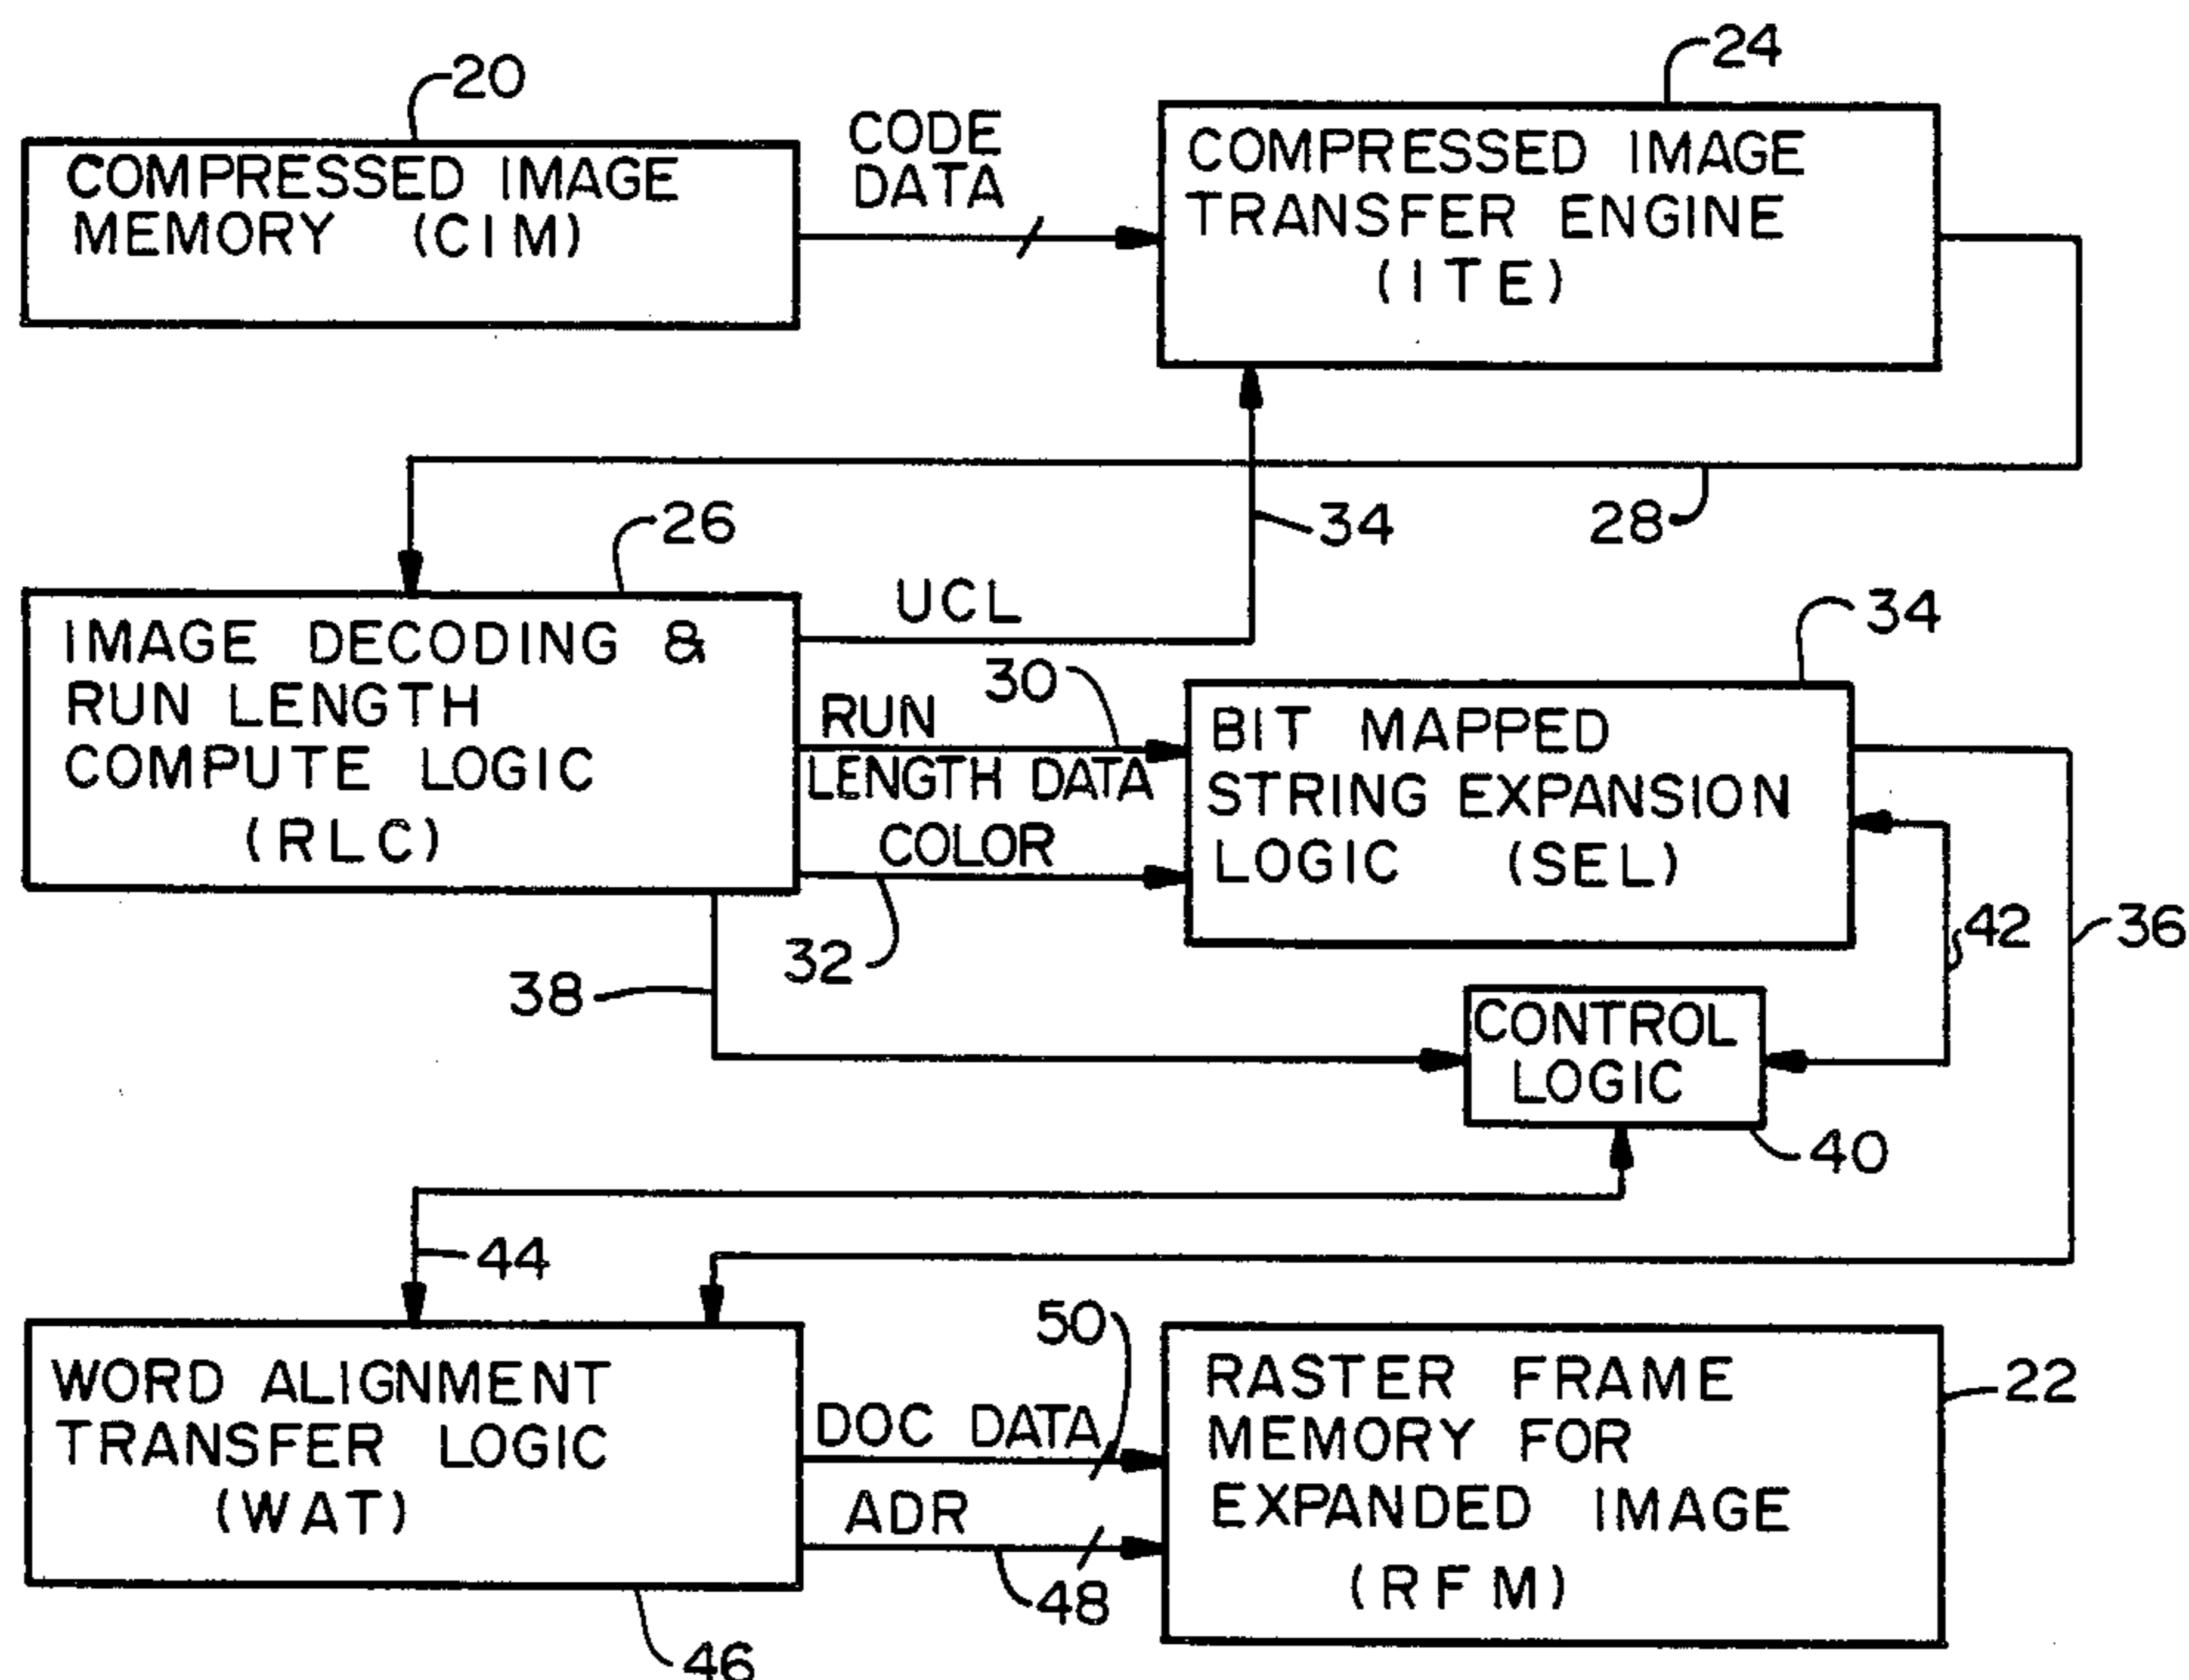 20
24
CODE
DATA
COMPRESSED IMAGE
MEMORY (CIM)
COMPRESSED IMAGE
TRANSFER ENGINE
(ITE)
28
34
26
UCL
34
IMAGE DECODING &
RUN LENGTH
COMPUTE LOGIC
(RLC)
30
RUN
LENGTH DATA
COLOR
32
BIT MAPPED
STRING EXPANSION
LOGIC (SEL)
42
36
38
CONTROL
LOGIC
40
44
50
WORD ALIGNMENT
TRANSFER LOGIC
(WAT)
DOC DATA
ADR
48
RASTER FRAME
MEMORY FOR
EXPANDED IMAGE
(RFM)
22
46